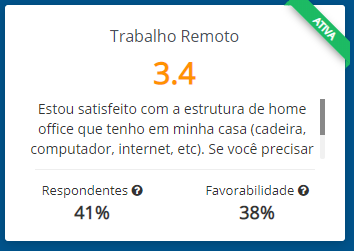 ATIVA
Trabalho Remoto
3.4
Estou satisfeito com a estrutura de home
office que tenho em minha casa (cadeira,
computador, internet, etc). Se você precisar
Respondentes ?
Favorabilidade ?
41%
38%